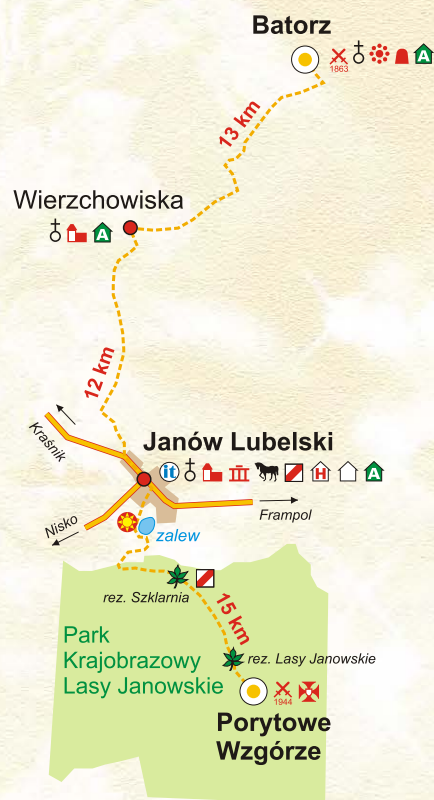 Batorz
1863
A
13 km
Wierzchowiska
A
12 km
Kraśnik
Janów Lubelski
it
H
A
Nisko
Frampol
zalew
rez. Szklarnia
15 km
Park
Krajobrazowy
Lasy Janowskie
rez. Lasy Janowskie
1944
Porytowe
Wzgórze